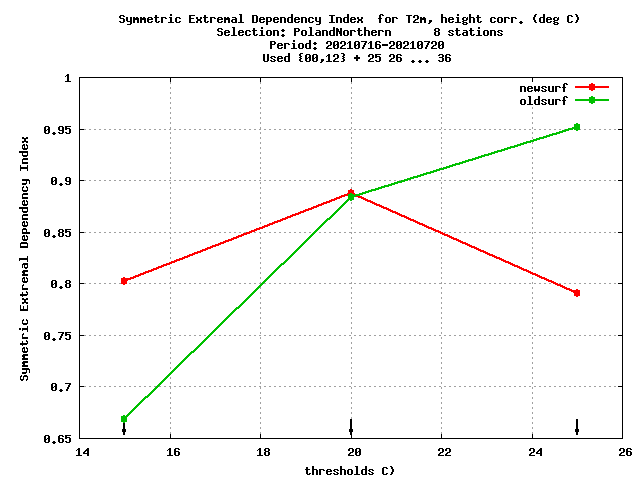 Symmetric Extremal Dependency Index  for T2m, height corr. (deg C)
Selection: PolandNorthern      8 stations
Period: 20210716-20210720
Used {00,12} + 25 26 ... 36
newsurf
oldsurf
Symmetric Extremal Dependency Index
1
0.95
0.9
0.85
0.8
0.75
0.7
0.65
14 16 18 20 22 24 26
thresholds C)